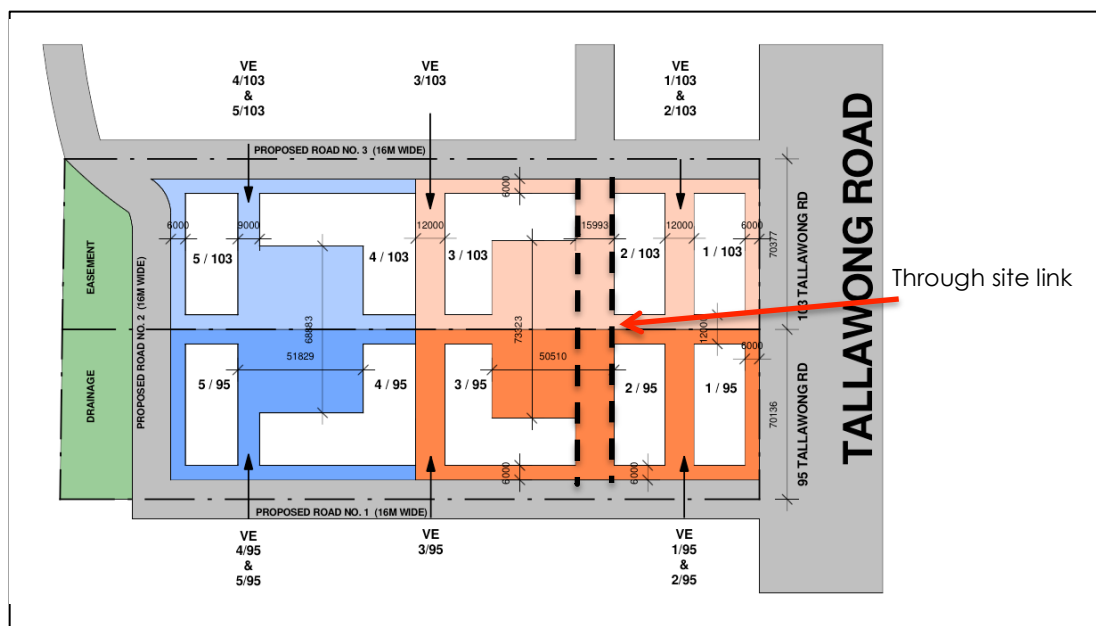 VE
4/103
&
5/103
VE
3/103
VE
1/103
&
2/103
PROPOSED ROAD NO. 3 (16M WIDE)
6000
6000
9000
12000
15993
12000
6000
5 / 103
4 / 103
3 / 103
2 / 103
1 / 103
70377
103 TALLAWONG RD
TALLAWONG ROAD
Through site link
EASEMENT
DRAINAGE
PROPOSED ROAD NO. 2 (16M WIDE)
68883
73323
12000
6000
51829
50510
5 / 95
4 / 95
3 / 95
2 / 95
1 / 95
70136
95 TALLAWONG RD
6000
6000
PROPOSED ROAD NO. 1 (16M WIDE)
VE
4/95
&
5/95
VE
3/95
VE
1/95
&
2/95